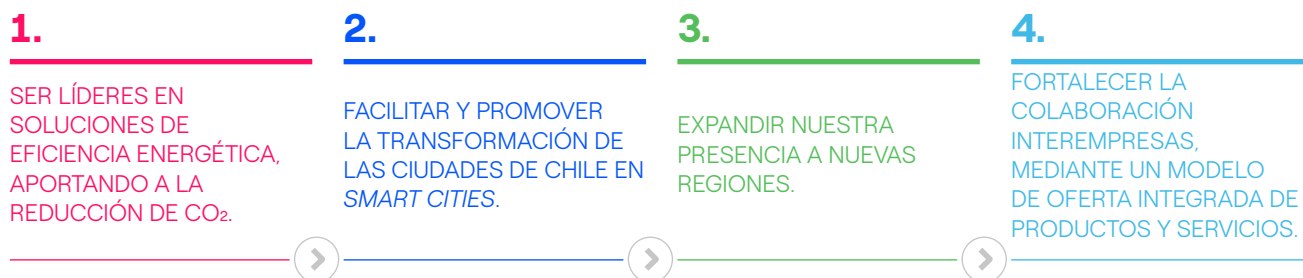 1.
SER LÍDERES EN
SOLUCIONES DE
EFICIENCIA ENERGÉTICA,
APORTANDO A LA
REDUCCIÓN DE CO₂.
2.
FACILITAR Y PROMOVER
LA TRANSFORMACIÓN DE
LAS CIUDADES DE CHILE EN
SMART CITIES.
3.
EXPANDIR NUESTRA
PRESENCIA A NUEVAS
REGIONES.
4.
FORTALECER LA
COLABORACIÓN
INTEREMPRESAS,
MEDIANTE UN MODELO
DE OFERTA INTEGRADA DE
PRODUCTOS Y SERVICIOS.